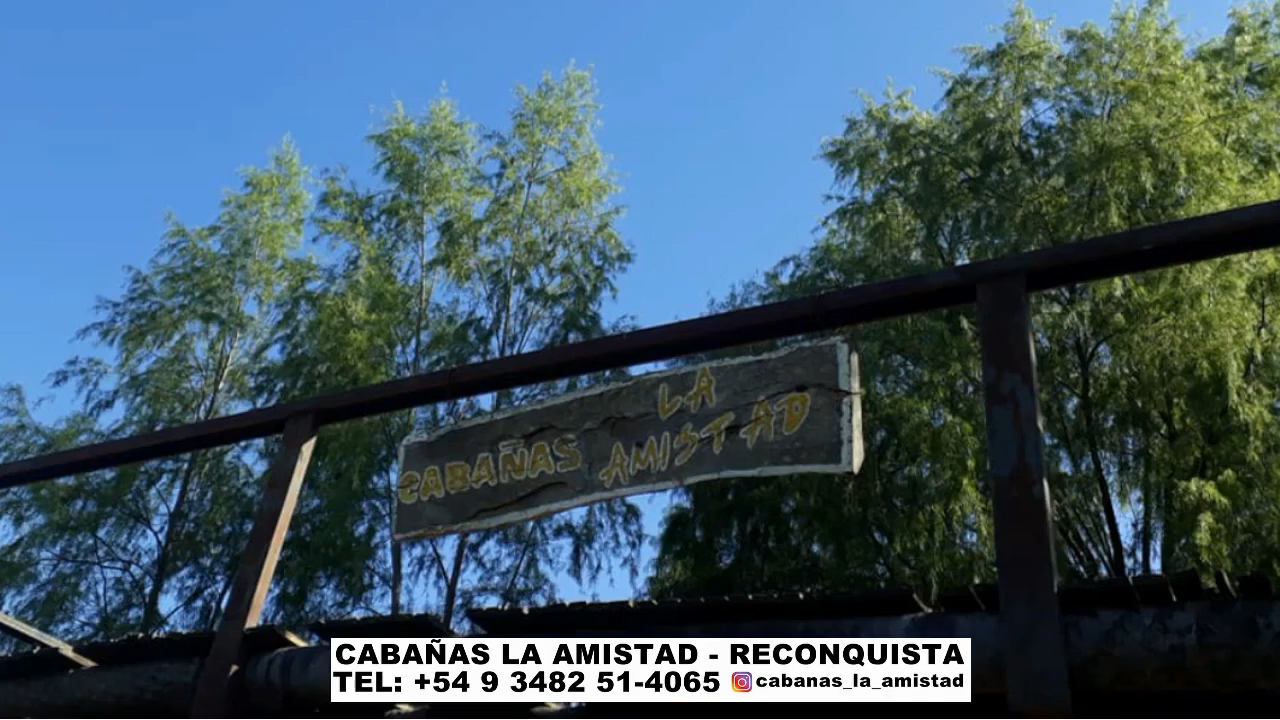 LA
CABAÑAS AMISTAD
CABAÑAS LA AMISTAD - RECONQUISTA
TEL: +54 9 3482 51-4065 cabanas_la_amistad